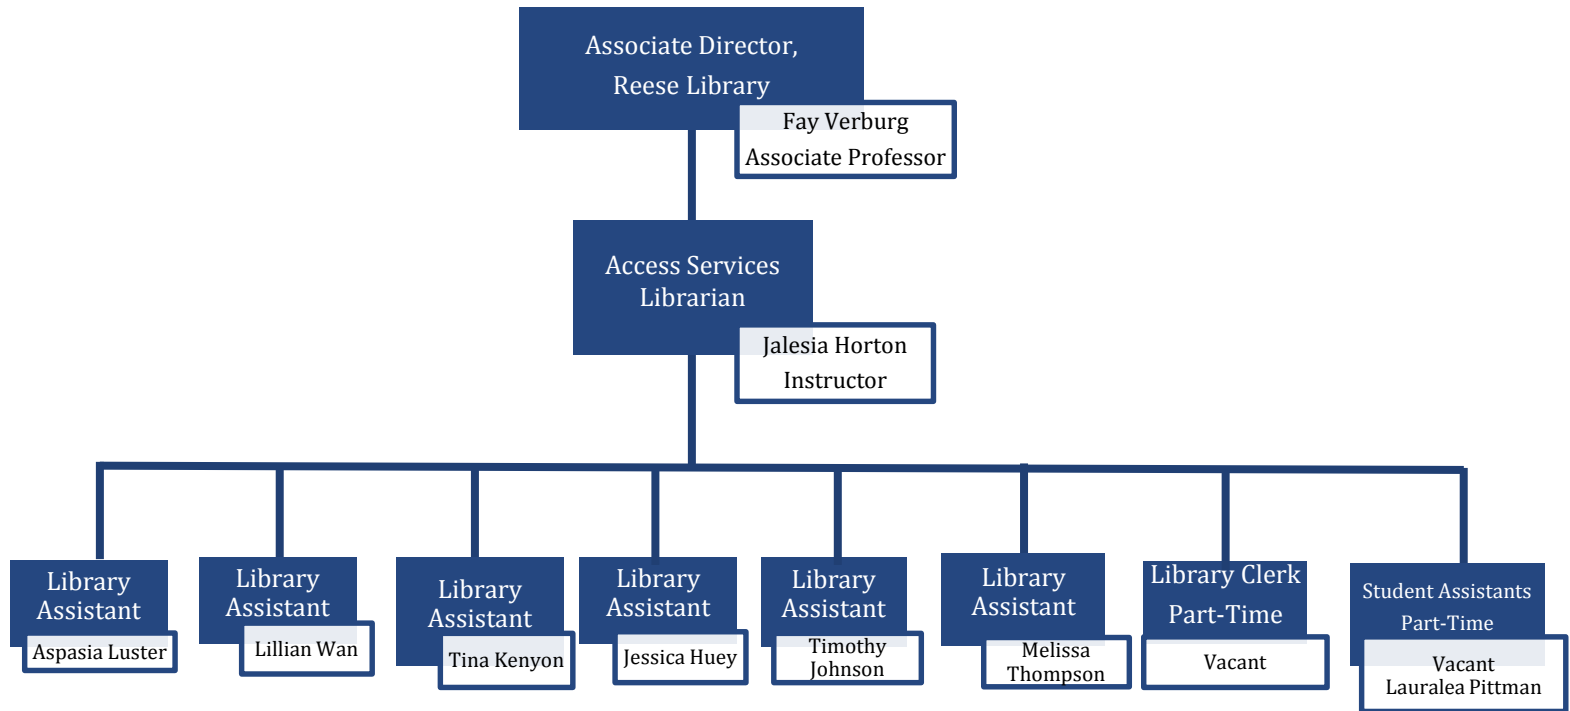 Associate Director,
Reese Library
Fay Verburg
Associate Professor
Access Services
Librarian
Jalesia Horton
Instructor
Library
Assistant
Aspasia Luster
Library
Assistant
Lillian Wan
Library
Assistant
Tina Kenyon
Library
Assistant
Jessica Huey
Library
Assistant
Timothy
Johnson
Library
Assistant
Melissa
Thompson
Library Clerk
Part-Time
Vacant
Student Assistants
Part-Time
Vacant
Lauralea Pittman